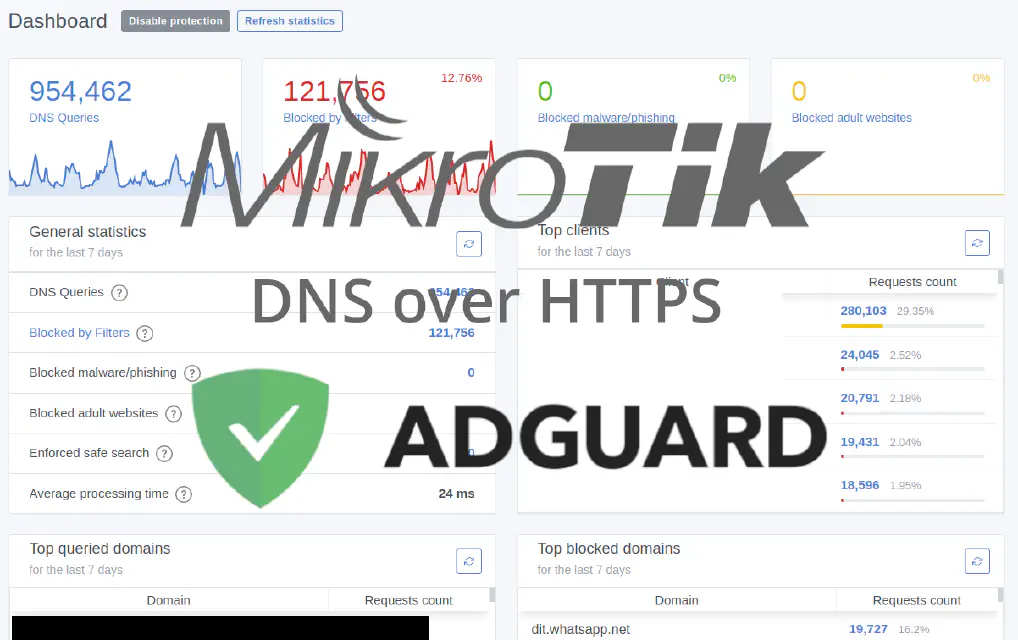 Dashboard
Disable protection
Refresh statistics
954,462
DNS Queries
121,756
12.76%
Blocked by Filters
0
0%
Blocked malware/phishing
0
0%
Blocked adult websites
MikroTik
General statistics
for the last 7 days
DNS Queries ?
954,462
Blocked by Filters ?
121,756
Blocked malware/phishing ?
0
Blocked adult websites ?
Enforced safe search ?
0
Average processing time ?
24 ms
Top clients
for the last 7 days
Client
Requests count
280,103 29.35%
24,045 2.52%
20,791 2.18%
19,431 2.04%
18,596 1.95%
DNS over HTTPS
ADGUARD
Top queried domains
for the last 7 days
Domain
Requests count
Top blocked domains
for the last 7 days
Domain
Requests count
dit.whatsapp.net
19,727 16.2%